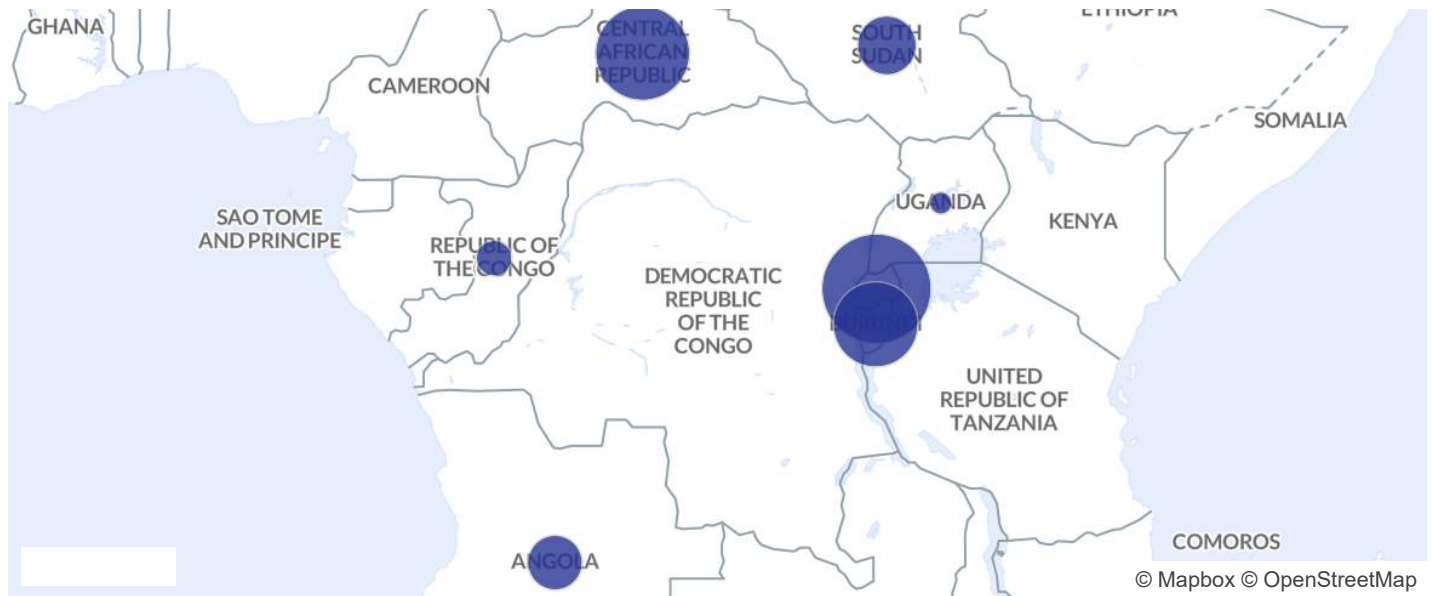 GHANA
CENTRAL
AFRICAN
REPUBLIC
SOUTH
SUDAN
ETHIOPIA
CAMEROON
SOMALIA
UGANDA
SAO TOME
AND PRINCIPE
KENYA
REPUBLIC OF
THE CONGO
DEMOCRATIC
REPUBLIC
OF THE
CONGO
BURUNDI
UNITED
REPUBLIC OF
TANZANIA
ANGOLA
COMOROS
© Mapbox © OpenStreetMap